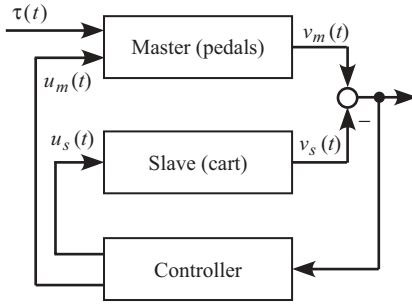 τ(t)
Master (pedals)
v_m(t)
u_m(t)
u_s(t)
Slave (cart)
v_s(t)
−
Controller